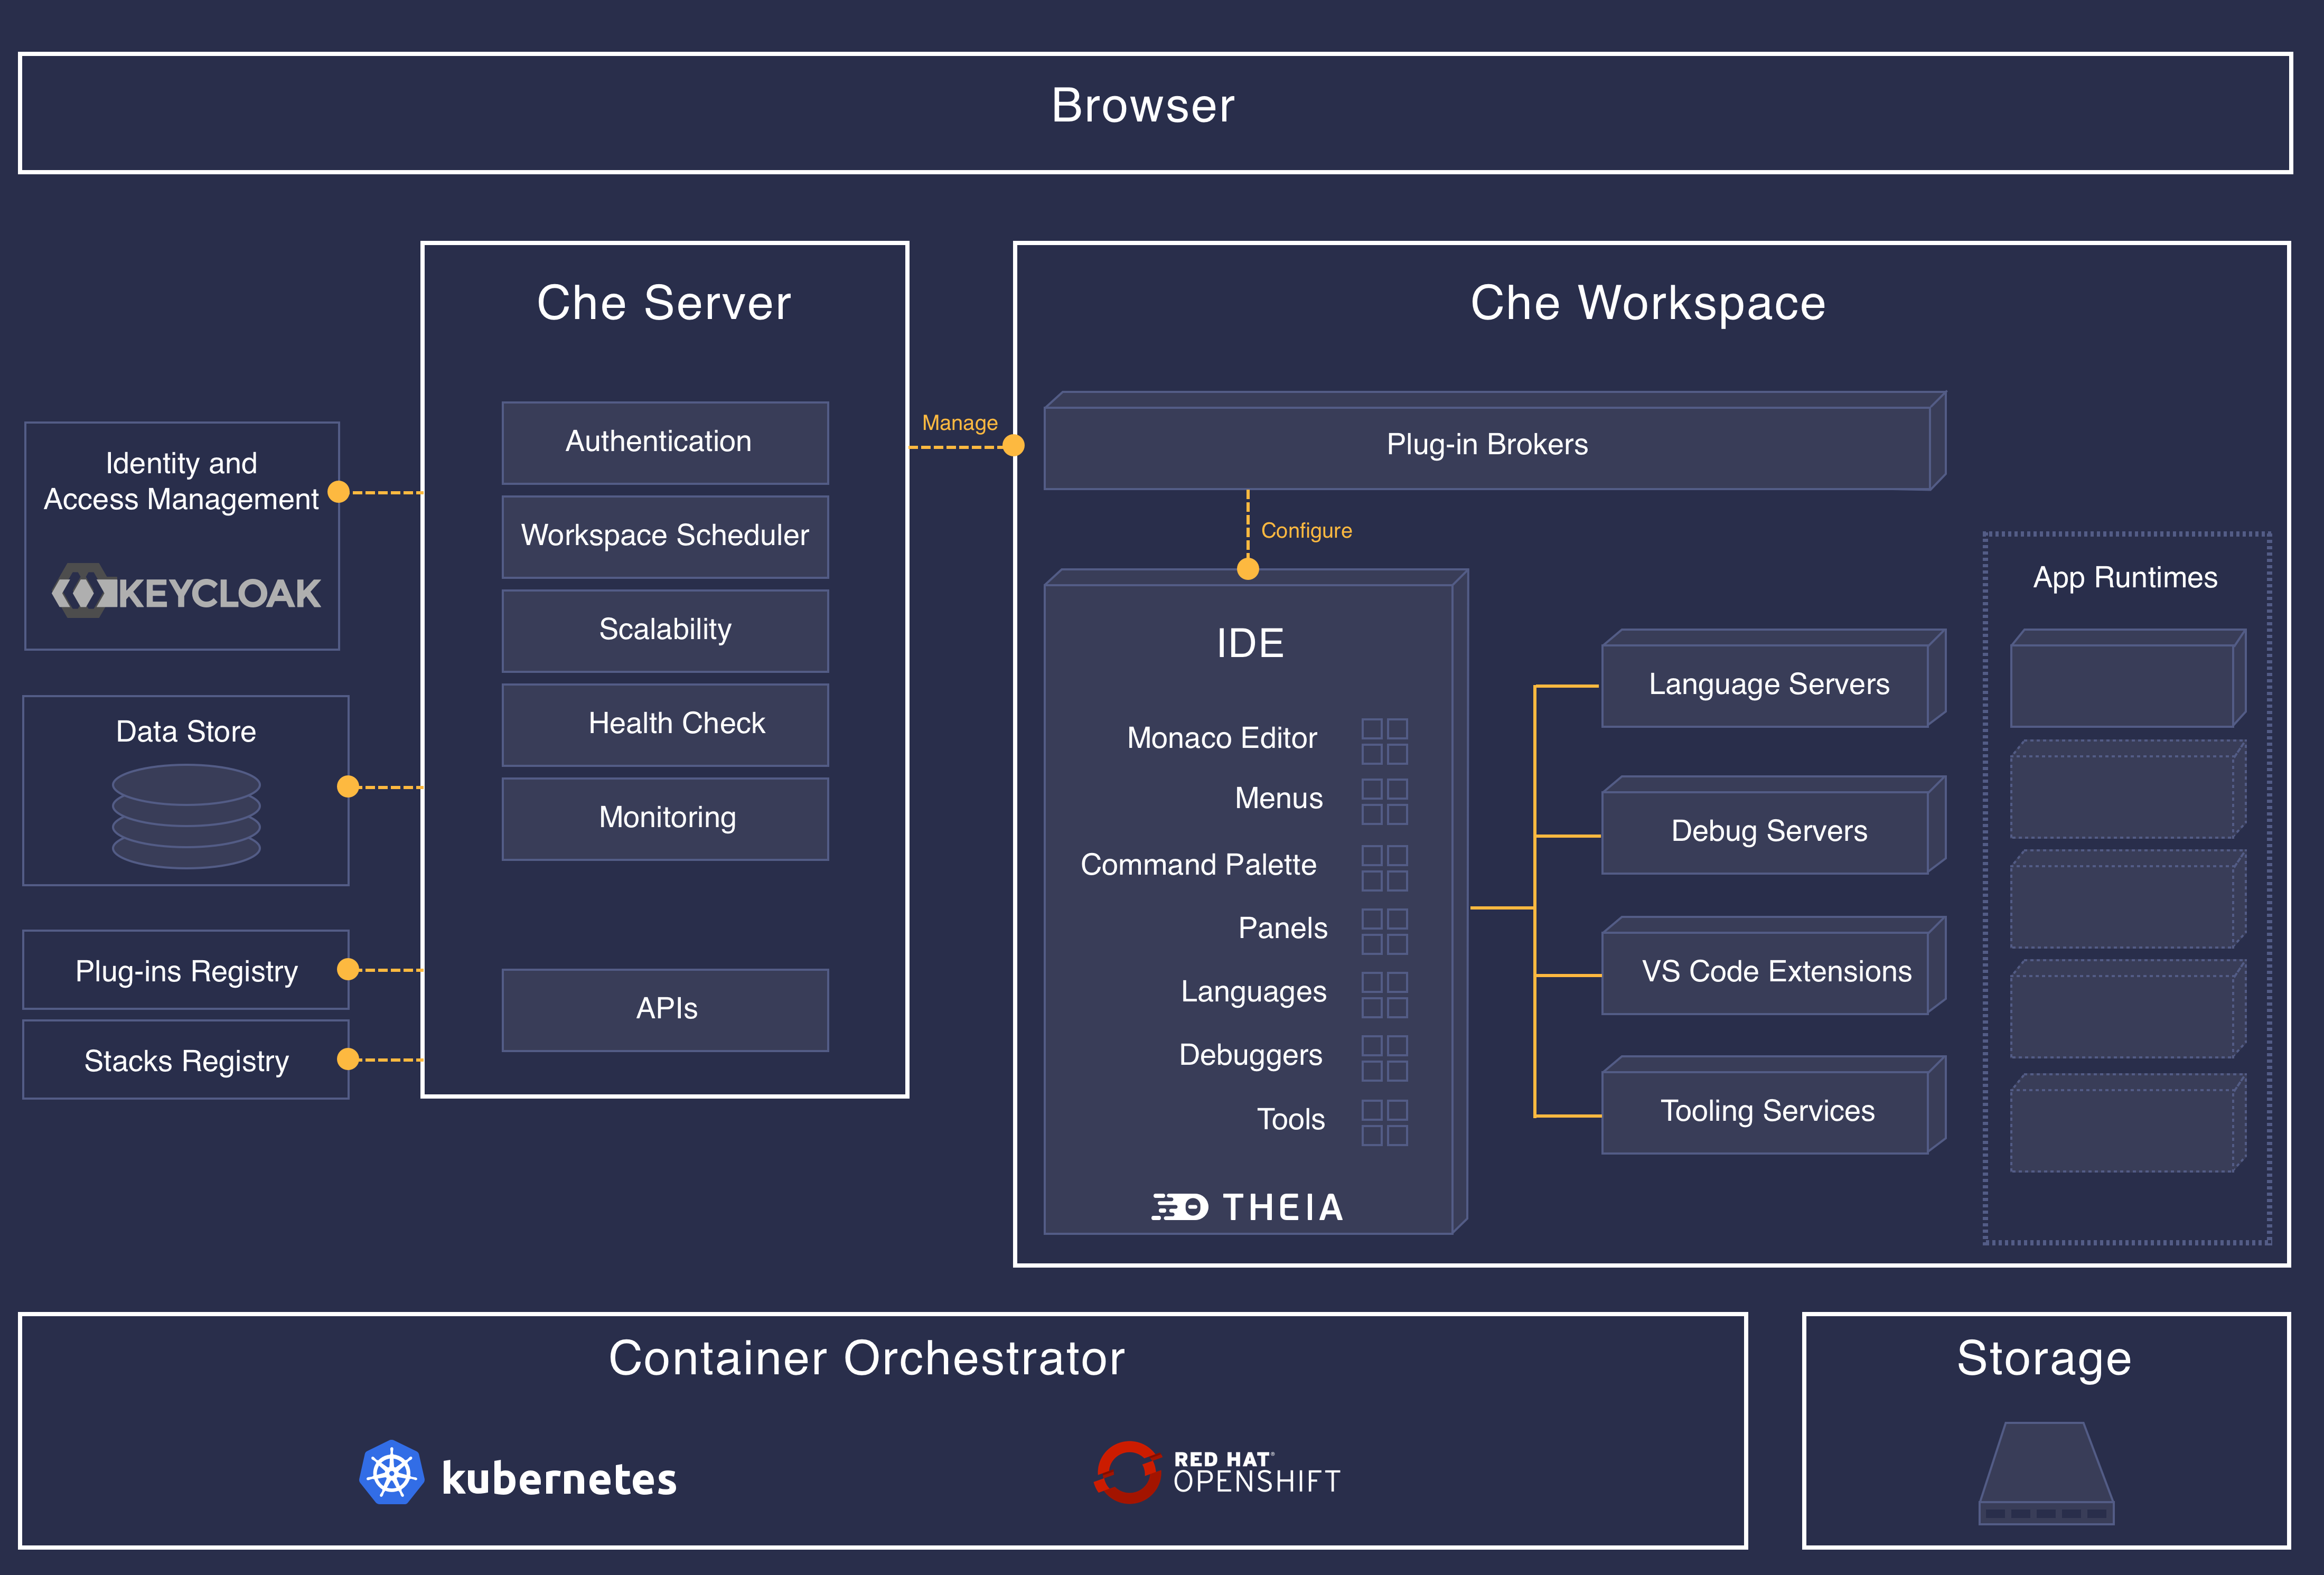 Browser
Che Server
Che Workspace
Authentication
Workspace Scheduler
Scalability
Health Check
Monitoring
APIs
Identity and
Access Management
KEYCLOAK
Data Store
Plug-ins Registry
Stacks Registry
Manage
Plug-in Brokers
Configure
IDE
Monaco Editor
Menus
Command Palette
Panels
Languages
Debuggers
Tools
THEIA
Language Servers
Debug Servers
VS Code Extensions
Tooling Services
App Runtimes
Container Orchestrator
kubernetes
RED HAT®
OPENSHIFT
Storage